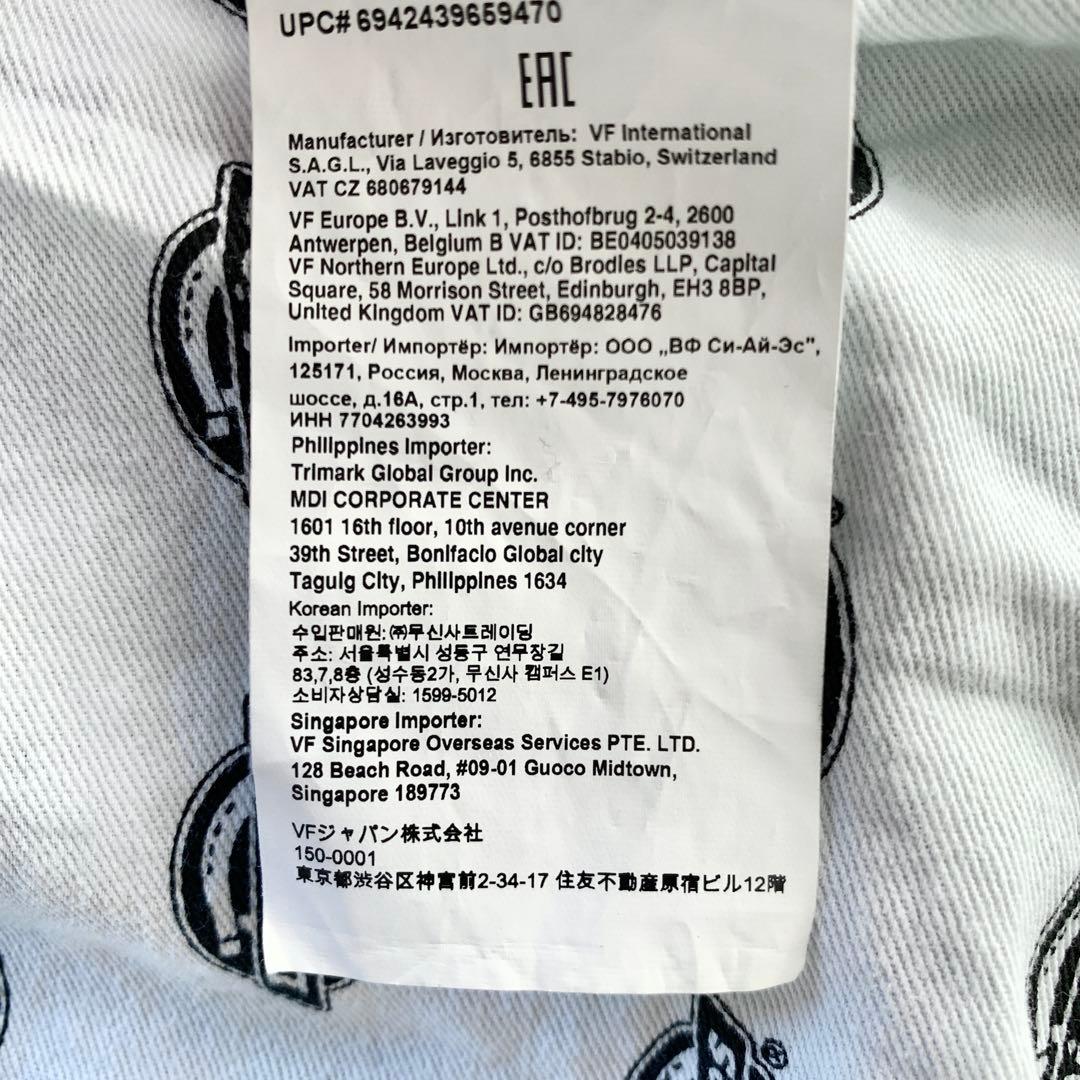 UPC# 6942439659470
EAC
Manufacturer / Изготовитель: VF International
S.A.G.L., Via Laveggio 5, 6855 Stabio, Switzerland
VAT CZ 680679144
VF Europe B.V., Link 1, Posthofbrug 2-4, 2600
Antwerpen, Belgium B VAT ID: BE0405039138
VF Northern Europe Ltd., c/o Brodies LLP, Capital
Square, 58 Morrison Street, Edinburgh, EH3 8BP,
United Kingdom VAT ID: GB694828476
Importer/ Импортёр: Импортёр: ООО „ВФ Си-Ай-Эс",
125171, Россия, Москва, Ленинградское
шоссе, д.16А, стр.1, тел: +7-495-7976070
ИНН 7704263993
Philippines Importer:
Trimark Global Group Inc.
MDI CORPORATE CENTER
1601 16th floor, 10th avenue corner
39th Street, Bonifacio Global city
Taguig City, Philippines 1634
Korean Importer:
수입판매원: ㈜무신사트레이딩
주소: 서울특별시 성동구 연무장길
83,7,8층 (성수동2가, 무신사 캠퍼스 E1)
소비자상담실: 1599-5012
Singapore Importer:
VF Singapore Overseas Services PTE. LTD.
128 Beach Road, #09-01 Guoco Midtown,
Singapore 189773
VFジャパン株式会社
150-0001
東京都渋谷区神宮前2-34-17 住友不動産原宿ビル12階
®